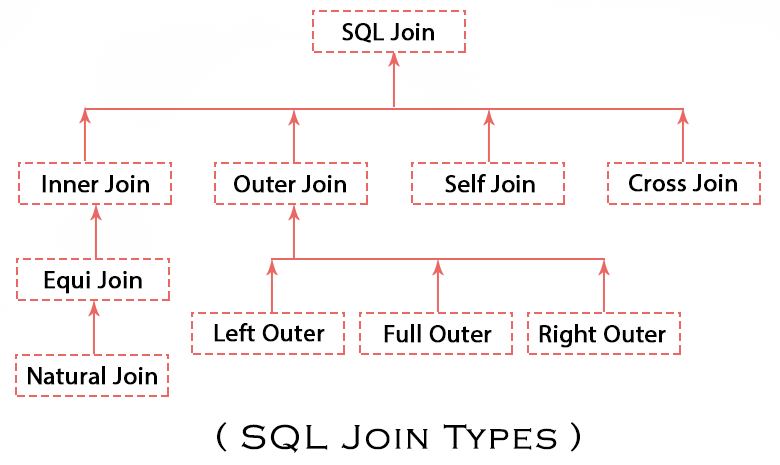 SQL Join
Inner Join
Outer Join
Self Join
Cross Join
Equi Join
Left Outer
Full Outer
Right Outer
Natural Join
( SQL Join Types )